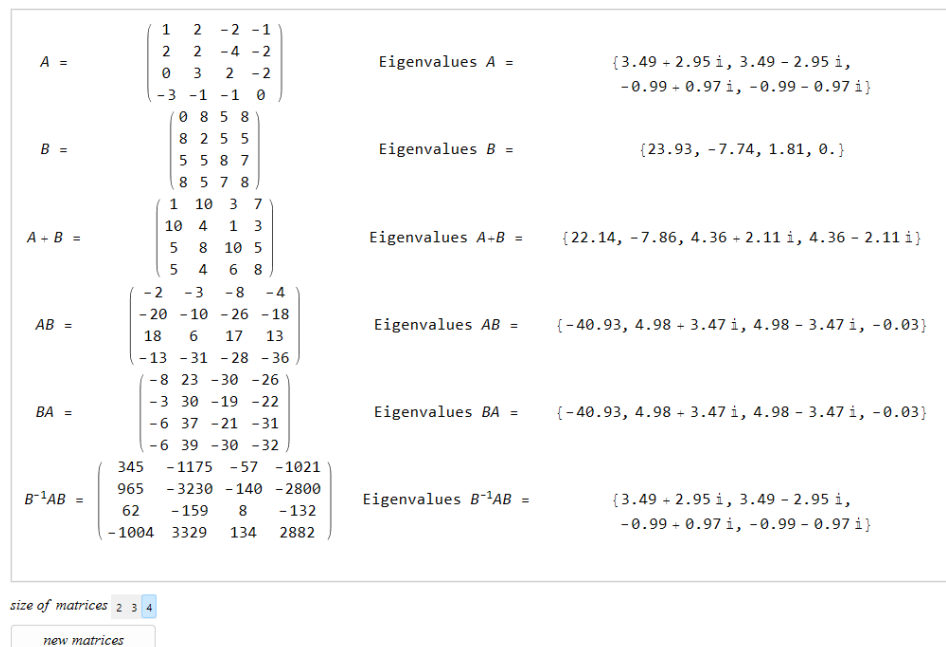 1 2 -2 -1
2 2 -4 -2
A = Eigenvalues A = {3.49 + 2.95 i, 3.49 - 2.95 i,
0 3 2 -2
-0.99 + 0.97 i, -0.99 - 0.97 i}
-3 -1 -1 0
0 8 5 8
8 2 5 5
B = Eigenvalues B = {23.93, -7.74, 1.81, 0.}
5 5 8 7
8 5 7 8
1 10 3 7
10 4 1 3
A + B = Eigenvalues A+B = {22.14, -7.86, 4.36 + 2.11 i, 4.36 - 2.11 i}
5 8 10 5
5 4 6 8
-2 -3 -8 -4
-20 -10 -26 -18
AB = Eigenvalues AB = {-40.93, 4.98 + 3.47 i, 4.98 - 3.47 i, -0.03}
18 6 17 13
-13 -31 -28 -36
-8 23 -30 -26
-3 30 -19 -22
BA = Eigenvalues BA = {-40.93, 4.98 + 3.47 i, 4.98 - 3.47 i, -0.03}
-6 37 -21 -31
-6 39 -30 -32
345 -1175 -57 -1021
965 -3230 -140 -2800
B⁻¹AB = Eigenvalues B⁻¹AB = {3.49 + 2.95 i, 3.49 - 2.95 i,
62 -159 8 -132
-0.99 + 0.97 i, -0.99 - 0.97 i}
-1004 3329 134 2882
size of matrices 2 3 4
new matrices